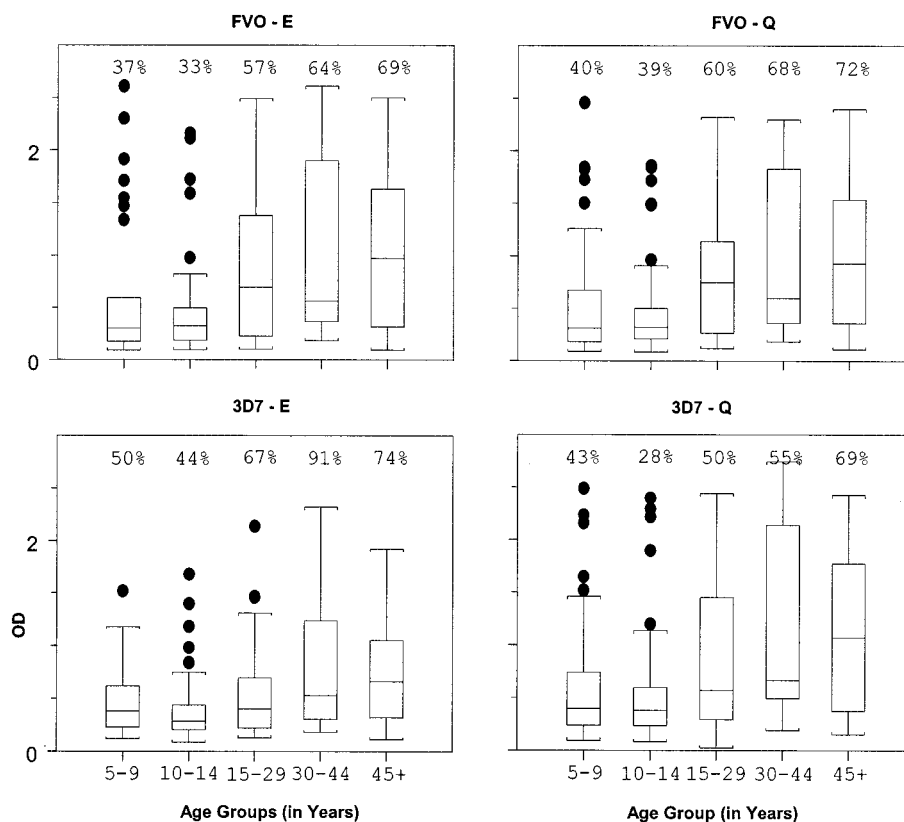 FVO - E
37% 33% 57% 64% 69%
2
0
FVO - Q
40% 39% 60% 68% 72%
3D7 - E
50% 44% 67% 91% 74%
2
OD
0
5-9 10-14 15-29 30-44 45+
Age Groups (in Years)
3D7 - Q
43% 28% 50% 55% 69%
5-9 10-14 15-29 30-44 45+
Age Group (in Years)